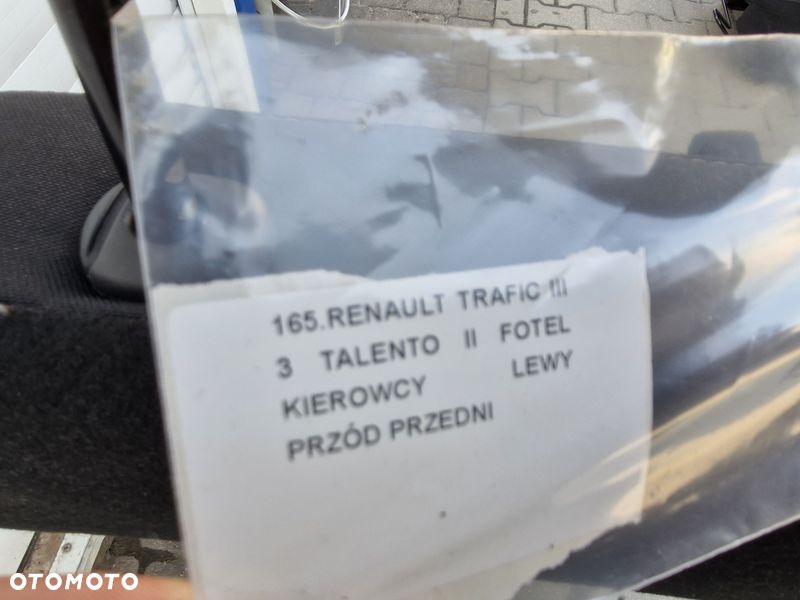 165.RENAULT TRAFIC III
3 TALENTO II FOTEL
KIEROWCY LEWY
PRZÓD PRZEDNI
OTOMOTO